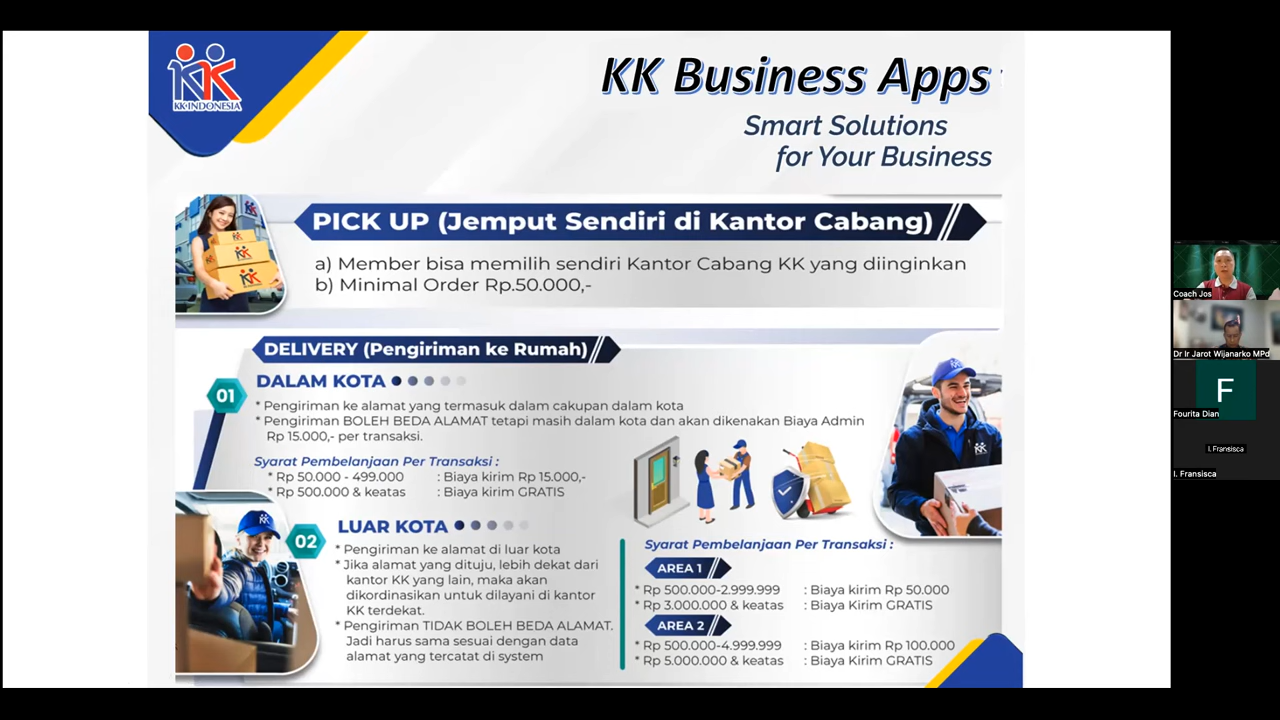 KK
KK-INDONESIA
KK Business Apps
Smart Solutions
for Your Business
PICK UP (Jemput Sendiri di Kantor Cabang)
a) Member bisa memilih sendiri Kantor Cabang KK yang diinginkan
b) Minimal Order Rp.50.000,-
DELIVERY (Pengiriman ke Rumah)
01
DALAM KOTA
* Pengiriman ke alamat yang termasuk dalam cakupan dalam kota
* Pengiriman BOLEH BEDA ALAMAT tetapi masih dalam kota dan akan dikenakan Biaya Admin
Rp 15.000,- per transaksi.
Syarat Pembelanjaan Per Transaksi :
* Rp 50.000 - 499.000 : Biaya kirim Rp 15.000,-
* Rp 500.000 & keatas : Biaya kirim GRATIS
02
LUAR KOTA
* Pengiriman ke alamat di luar kota
* Jika alamat yang dituju, lebih dekat dari
kantor KK yang lain, maka akan
dikordinasikan untuk dilayani di kantor
KK terdekat.
* Pengiriman TIDAK BOLEH BEDA ALAMAT.
Jadi harus sama sesuai dengan data
alamat yang tercatat di system
Syarat Pembelanjaan Per Transaksi :
AREA 1
* Rp 500.000-2.999.999 : Biaya kirim Rp 50.000
* Rp 3.000.000 & keatas : Biaya Kirim GRATIS
AREA 2
* Rp 500.000-4.999.999 : Biaya kirim Rp 100.000
* Rp 5.000.000 & keatas : Biaya Kirim GRATIS
Coach Jos
Dr Ir Jarot Wijanarko MPd
F
Fourita Dian
I. Fransisca
I. Fransisca